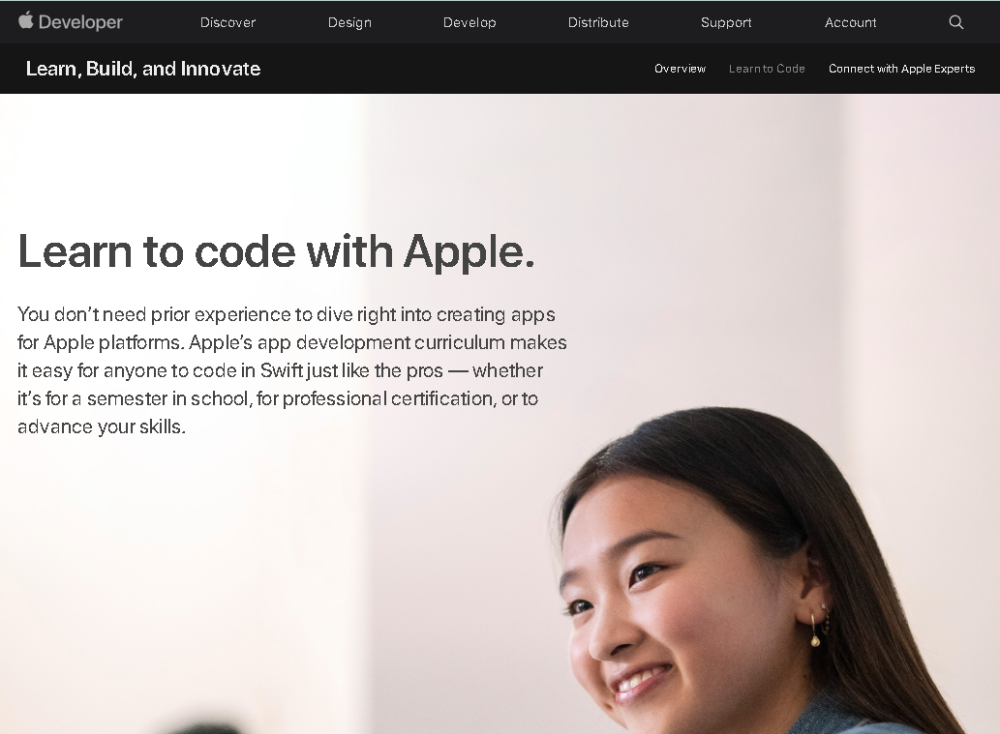 Developer
Discover
Design
Develop
Distribute
Support
Account
Learn, Build, and Innovate
Overview
Learn to Code
Connect with Apple Experts
Learn to code with Apple.
You don’t need prior experience to dive right into creating apps
for Apple platforms. Apple’s app development curriculum makes
it easy for anyone to code in Swift just like the pros — whether
it’s for a semester in school, for professional certification, or to
advance your skills.